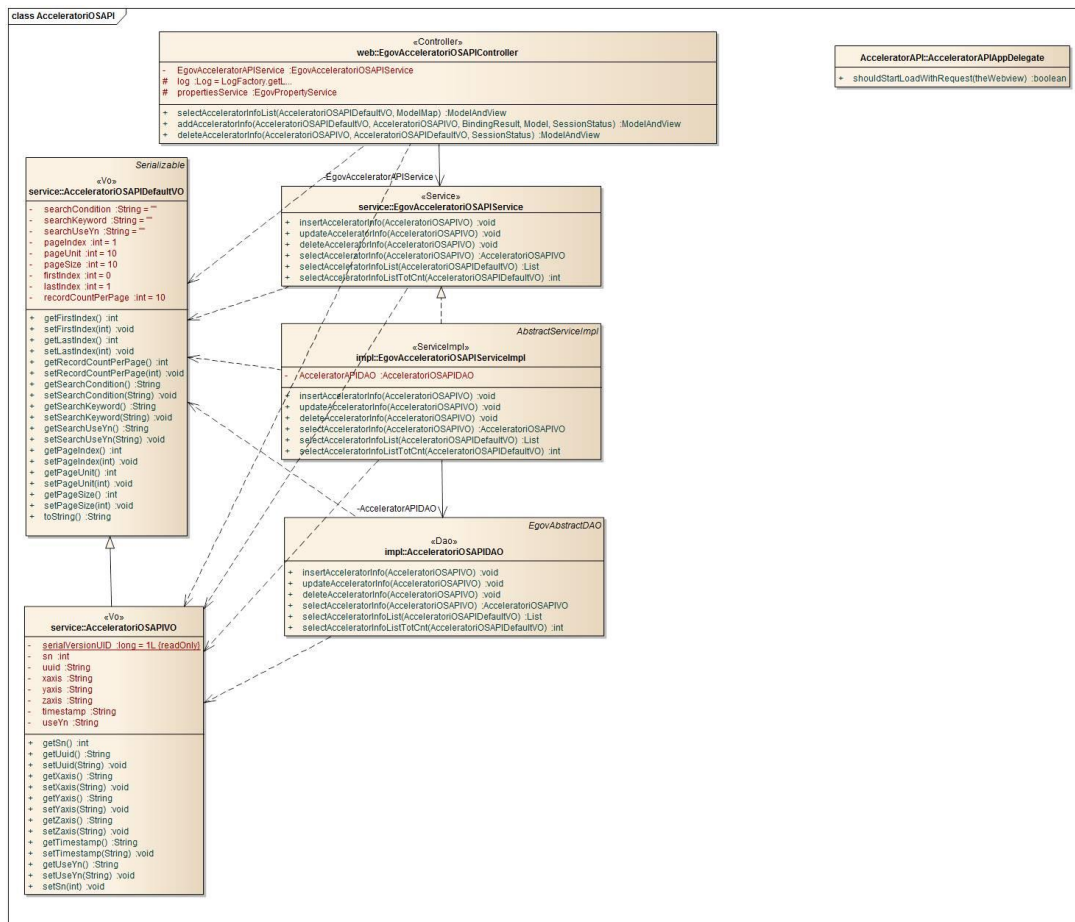 class AcceleratoriOSAPI
«Controller»
web::EgovAcceleratoriOSAPIController
- EgovAcceleratorAPIService :EgovAcceleratoriOSAPIService
# log :Log = LogFactory.getL...
# propertiesService :EgovPropertyService
+ selectAcceleratorInfoList(AcceleratoriOSAPIDefaultVO, ModelMap) :ModelAndView
+ addAcceleratorInfo(AcceleratoriOSAPIDefaultVO, AcceleratoriOSAPIVO, BindingResult, Model, SessionStatus) :ModelAndView
+ deleteAcceleratorInfo(AcceleratoriOSAPIVO, AcceleratoriOSAPIDefaultVO, SessionStatus) :ModelAndView
AcceleratorAPI::AcceleratorAPIAppDelegate
+ shouldStartLoadWithRequest(theWebview) :boolean
Serializable
«Vo»
service::AcceleratoriOSAPIDefaultVO
- searchCondition :String = ""
- searchKeyword :String = ""
- searchUseYn :String = ""
- pageIndex :int = 1
- pageUnit :int = 10
- pageSize :int = 10
- firstIndex :int = 0
- lastIndex :int = 1
- recordCountPerPage :int = 10
+ getFirstIndex() :int
+ setFirstIndex(int) :void
+ getLastIndex() :int
+ setLastIndex(int) :void
+ getRecordCountPerPage() :int
+ setRecordCountPerPage(int) :void
+ getSearchCondition() :String
+ setSearchCondition(String) :void
+ getSearchKeyword() :String
+ setSearchKeyword(String) :void
+ getSearchUseYn() :String
+ setSearchUseYn(String) :void
+ getPageIndex() :int
+ setPageIndex(int) :void
+ getPageUnit() :int
+ setPageUnit(int) :void
+ getPageSize() :int
+ setPageSize(int) :void
+ toString() :String
-EgovAcceleratorAPIService
«Service»
service::EgovAcceleratoriOSAPIService
+ insertAcceleratorInfo(AcceleratoriOSAPIVO) :void
+ updateAcceleratorInfo(AcceleratoriOSAPIVO) :void
+ deleteAcceleratorInfo(AcceleratoriOSAPIVO) :void
+ selectAcceleratorInfo(AcceleratoriOSAPIVO) :AcceleratoriOSAPIVO
+ selectAcceleratorInfoList(AcceleratoriOSAPIDefaultVO) :List
+ selectAcceleratorInfoListTotCnt(AcceleratoriOSAPIDefaultVO) :int
AbstractServiceImpl
«ServiceImpl»
impl::EgovAcceleratoriOSAPIServiceImpl
- AcceleratorAPIDAO :AcceleratoriOSAPIDAO
+ insertAcceleratorInfo(AcceleratoriOSAPIVO) :void
+ updateAcceleratorInfo(AcceleratoriOSAPIVO) :void
+ deleteAcceleratorInfo(AcceleratoriOSAPIVO) :void
+ selectAcceleratorInfo(AcceleratoriOSAPIVO) :AcceleratoriOSAPIVO
+ selectAcceleratorInfoList(AcceleratoriOSAPIDefaultVO) :List
+ selectAcceleratorInfoListTotCnt(AcceleratoriOSAPIDefaultVO) :int
-AcceleratorAPIDAO
EgovAbstractDAO
«Dao»
impl::AcceleratoriOSAPIDAO
+ insertAcceleratorInfo(AcceleratoriOSAPIVO) :void
+ updateAcceleratorInfo(AcceleratoriOSAPIVO) :void
+ deleteAcceleratorInfo(AcceleratoriOSAPIVO) :void
+ selectAcceleratorInfo(AcceleratoriOSAPIVO) :AcceleratoriOSAPIVO
+ selectAcceleratorInfoList(AcceleratoriOSAPIDefaultVO) :List
+ selectAcceleratorInfoListTotCnt(AcceleratoriOSAPIDefaultVO) :int
«Vo»
service::AcceleratoriOSAPIVO
- serialVersionUID :long = 1L {readOnly}
- sn :int
- uuid :String
- xaxis :String
- yaxis :String
- zaxis :String
- timestamp :String
- useYn :String
+ getSn() :int
+ getUuid() :String
+ setUuid(String) :void
+ getXaxis() :String
+ setXaxis(String) :void
+ getYaxis() :String
+ setYaxis(String) :void
+ getZaxis() :String
+ setZaxis(String) :void
+ getTimestamp() :String
+ setTimestamp(String) :void
+ getUseYn() :String
+ setUseYn(String) :void
+ setSn(int) :void